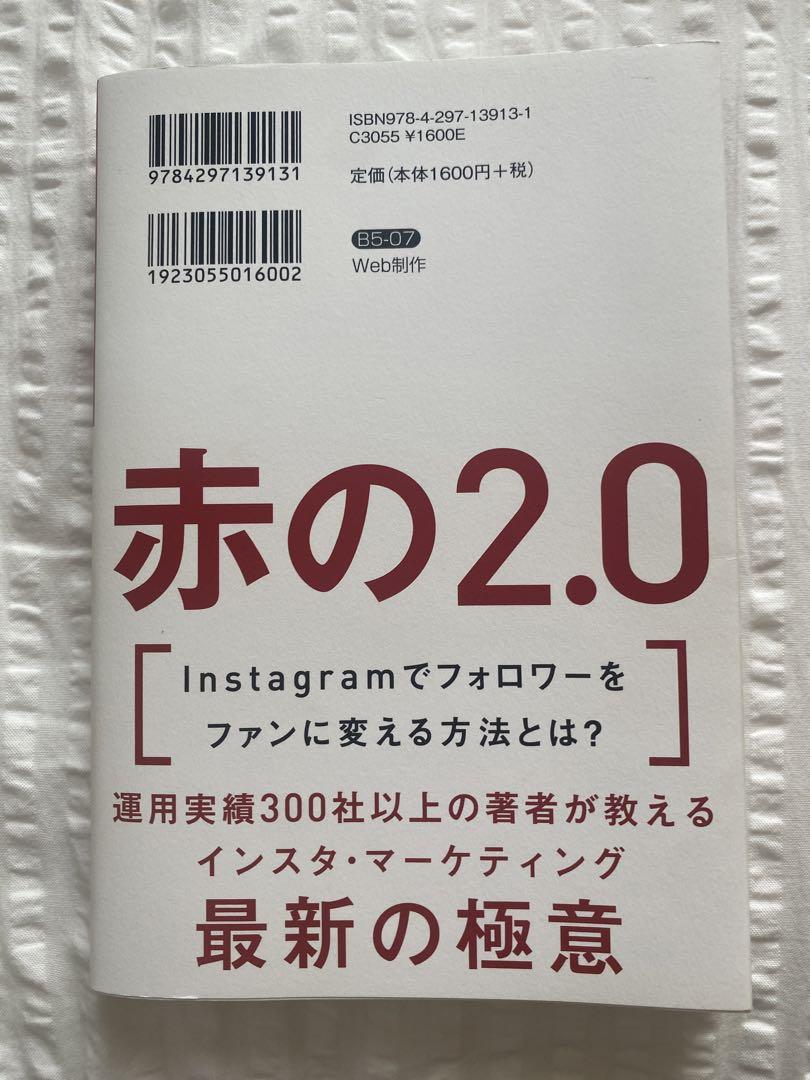 9784297139131
ISBN978-4-297-13913-1
C3055 ¥1600E
定価(本体1600円+税)
1923055016002
B5-07
Web制作
赤の2.0
Instagramでフォロワーを
ファンに変える方法とは?
運用実績300社以上の著者が教える
インスタ・マーケティング
最新の極意